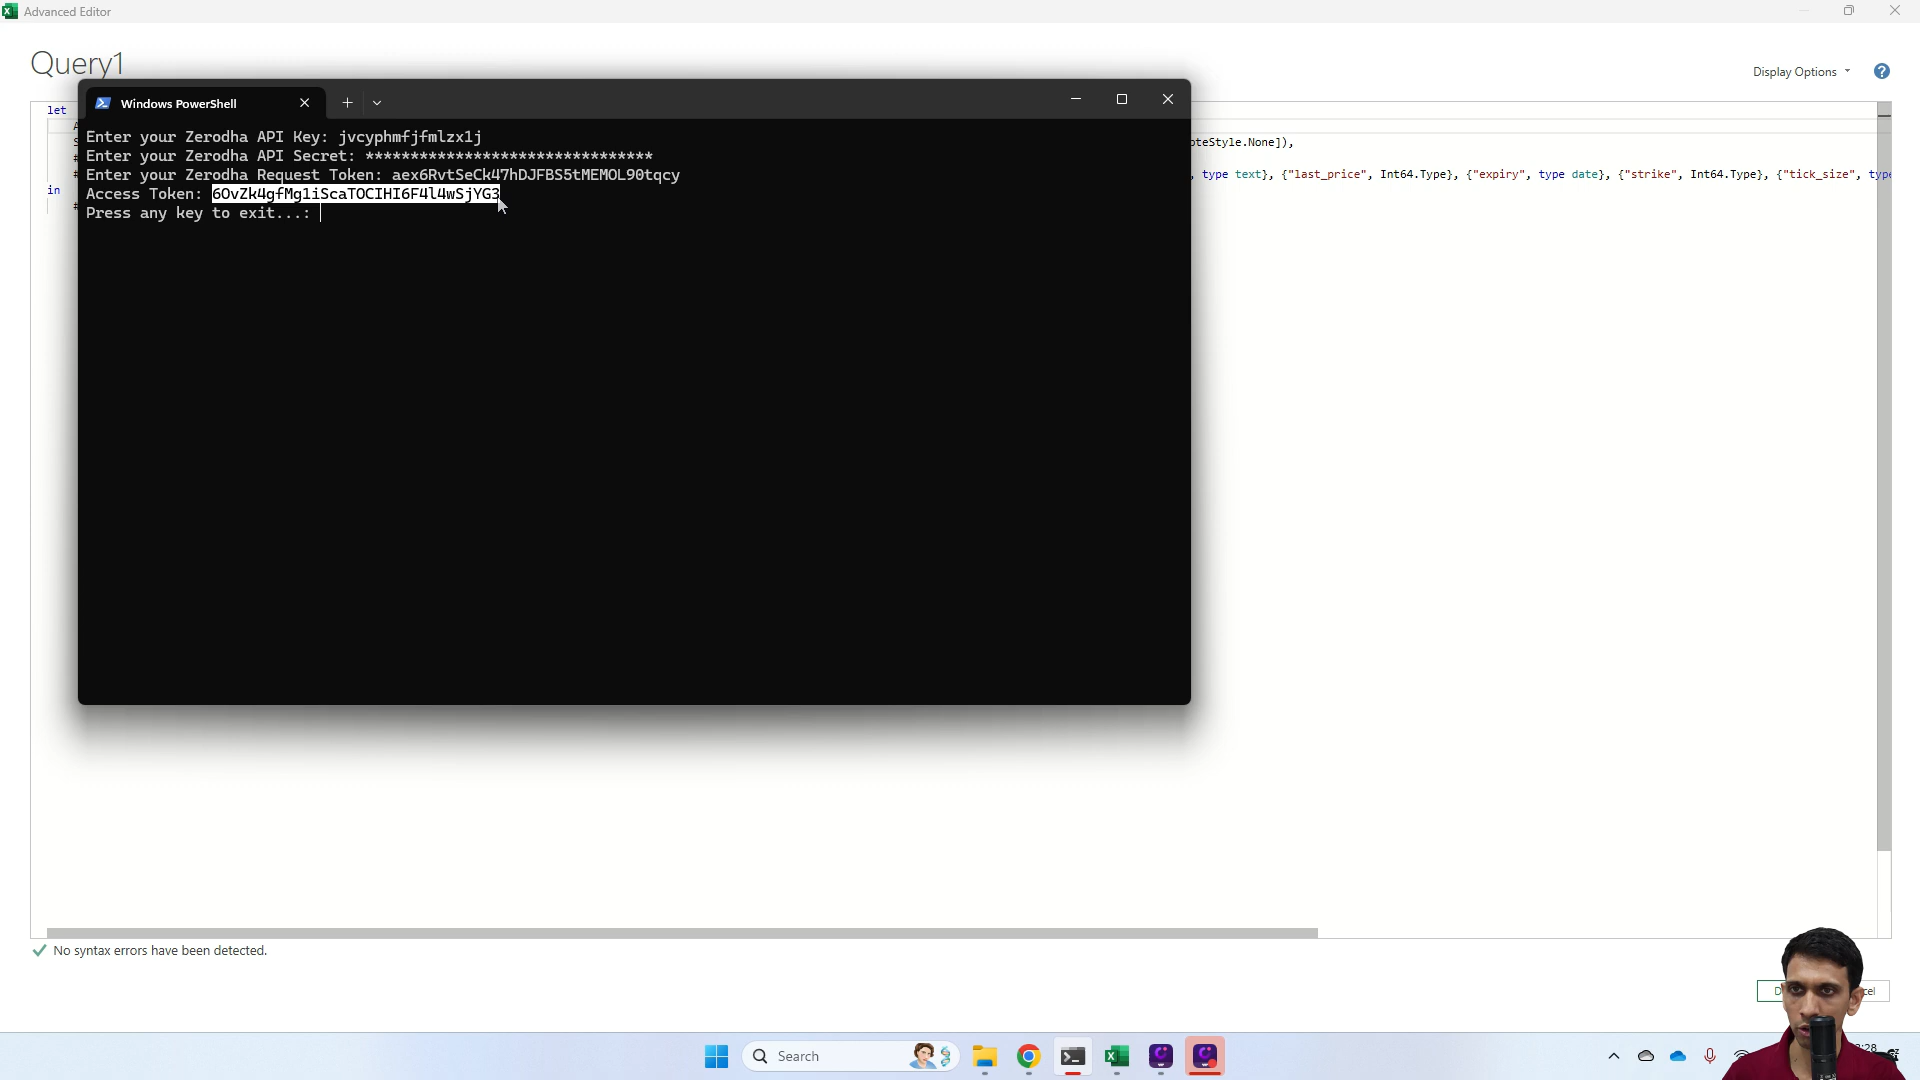 Advanced Editor
Query1
Display Options
?
let
Windows PowerShell
Enter your Zerodha API Key: jvcyphmfjfmlzx1j
Enter your Zerodha API Secret: ********************************
oteStyle.None]),
Enter your Zerodha Request Token: aex6RvtSeCk47hDJFBS5tMEMOL90tqcy
, type text}, {"last_price", Int64.Type}, {"expiry", type date}, {"strike", Int64.Type}, {"tick_size", type
in
Access Token: 6OvZk4gfMg1iScaTOCIHI6F4l4wSjYG3
Press any key to exit...:
No syntax errors have been detected.
Search